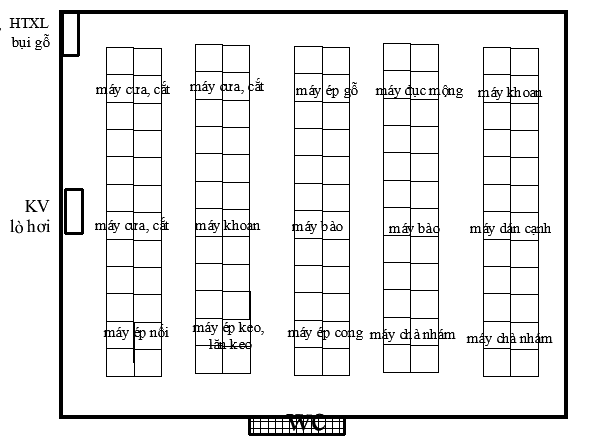 HTXL
bụi gỗ
máy cưa, cắt
máy cưa, cắt
máy ép gỗ
máy đục mộng
máy khoan
KV
lò hơi
máy cưa, cắt
máy khoan
máy bào
máy bào
máy dán cạnh
máy ép nối
máy ép keo,
lăn keo
máy ép cong
máy chà nhám
máy chà nhám
WC